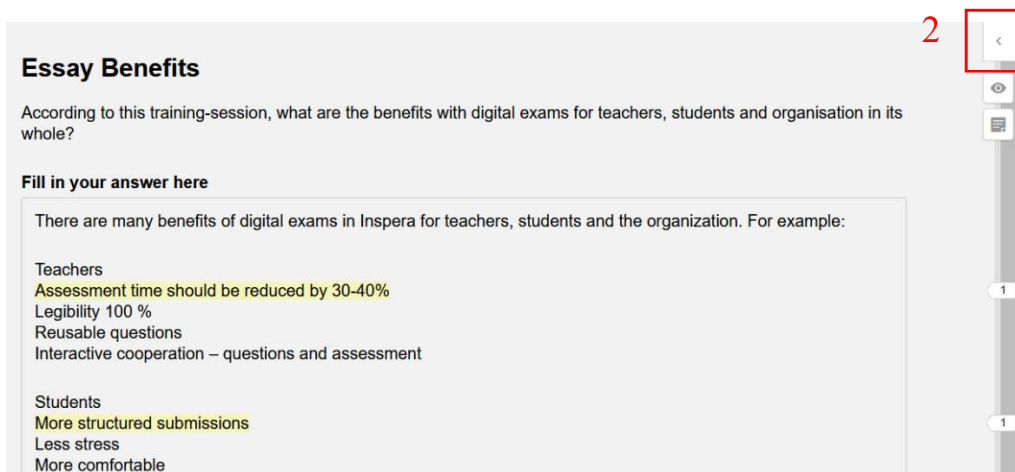 2
Essay Benefits
According to this training-session, what are the benefits with digital exams for teachers, students and organisation in its
whole?
Fill in your answer here
There are many benefits of digital exams in Inspera for teachers, students and the organization. For example:
Teachers
Assessment time should be reduced by 30-40%
1
Legibility 100 %
Reusable questions
Interactive cooperation – questions and assessment
Students
More structured submissions
1
Less stress
More comfortable